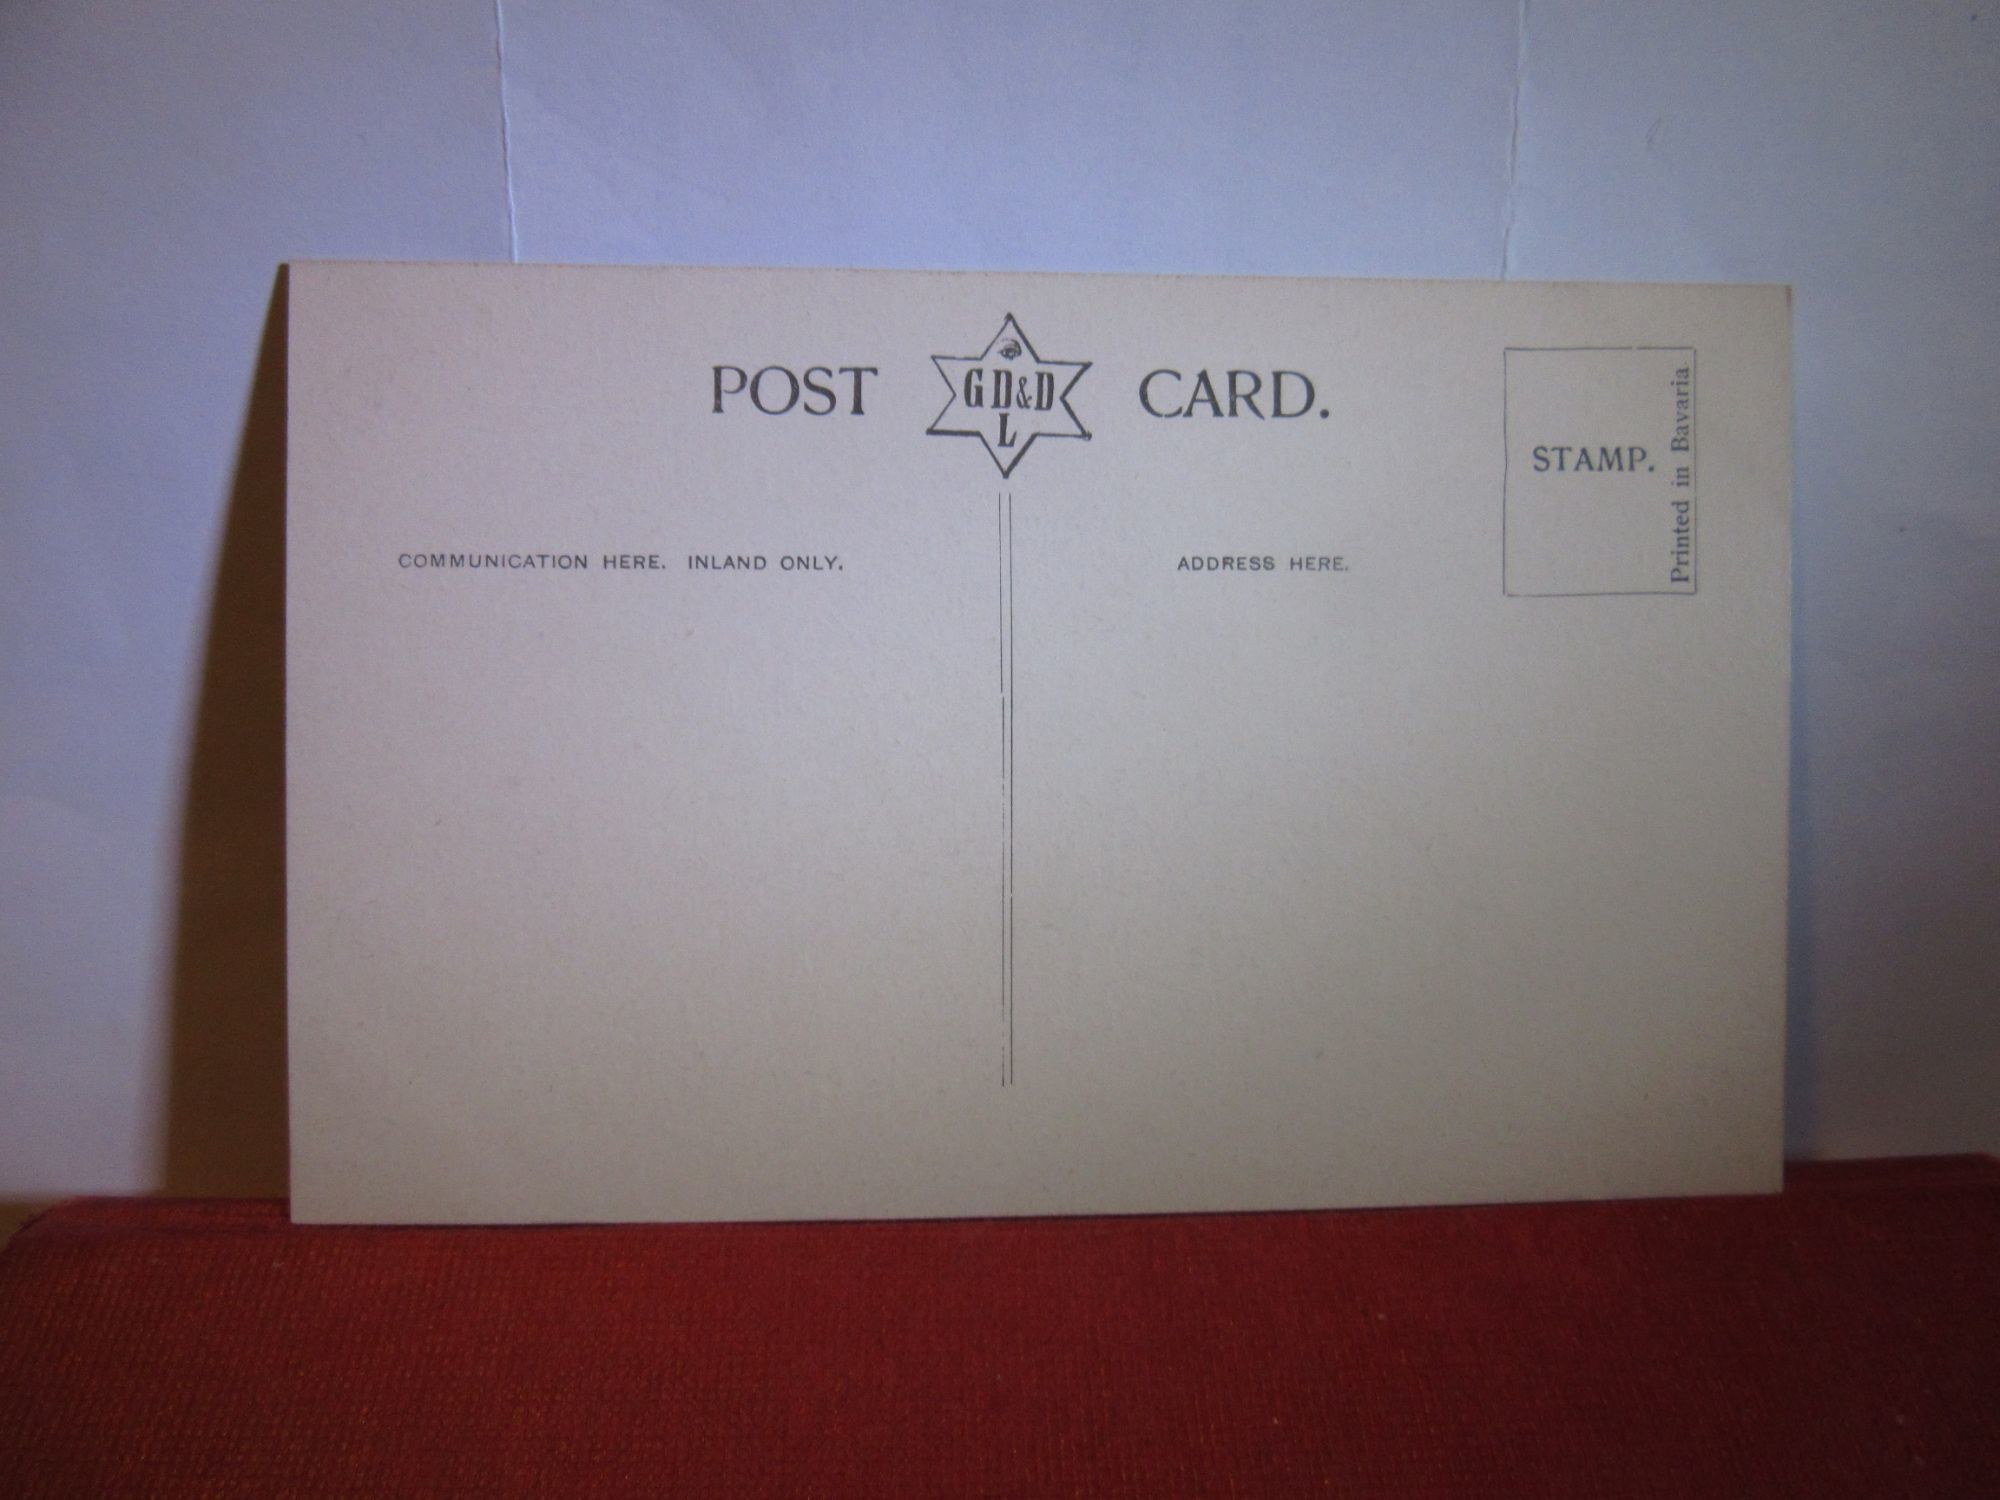 POST GD&D L CARD.
STAMP.
Printed in Bavaria
COMMUNICATION HERE. INLAND ONLY.
ADDRESS HERE.